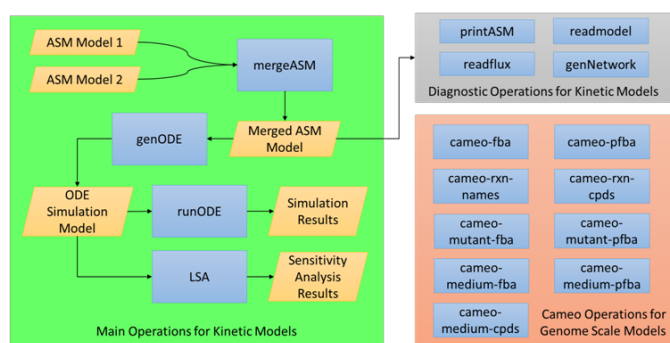 ASM Model 1
ASM Model 2
mergeASM
genODE
Merged ASM
Model
ODE
Simulation
Model
runODE
Simulation
Results
LSA
Sensitivity
Analysis
Results
Main Operations for Kinetic Models
printASM
readmodel
readflux
genNetwork
Diagnostic Operations for Kinetic Models
cameo-fba
cameo-pfba
cameo-rxn-
names
cameo-rxn-
cpds
cameo-
mutant-fba
cameo-
mutant-pfba
cameo-
medium-fba
cameo-
medium-pfba
cameo-
medium-cpds
Cameo Operations for
Genome Scale Models